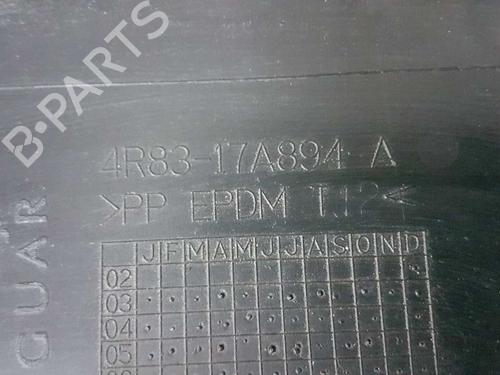 B-PARTS
4R83-17A894 A
>PP EPDM T12<
GUAR
J F M A M J J A S O N D
02
03
04
05